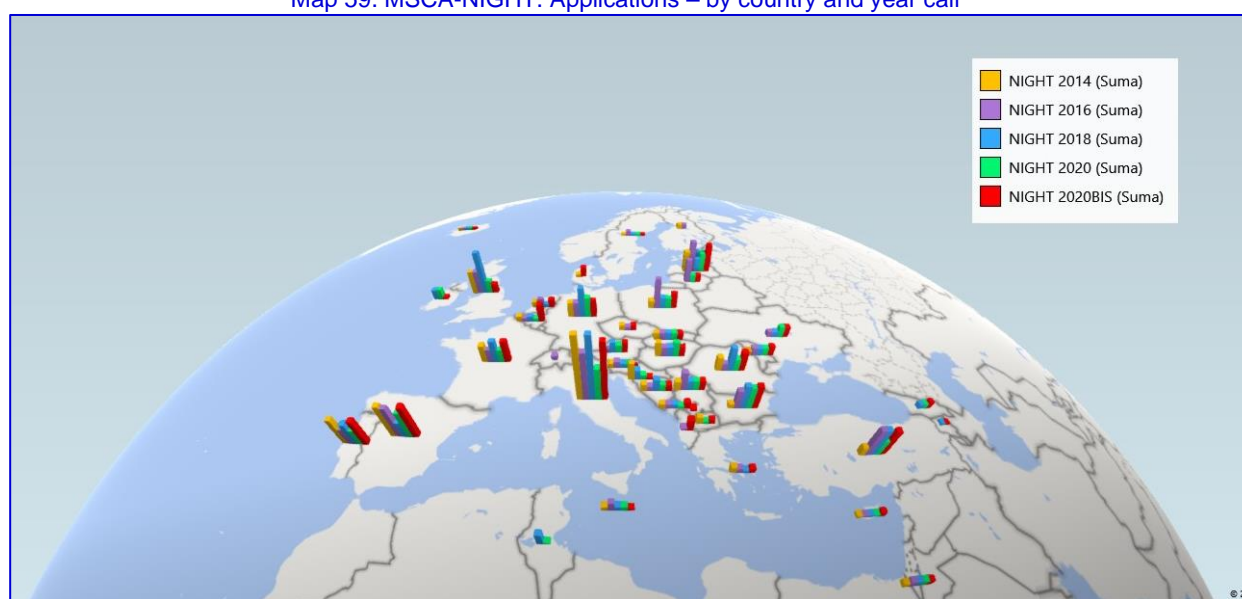 Map 59: MSCA-NIGHT. Applications – by country and year call
NIGHT 2014 (Suma)
NIGHT 2016 (Suma)
NIGHT 2018 (Suma)
NIGHT 2020 (Suma)
NIGHT 2020BIS (Suma)